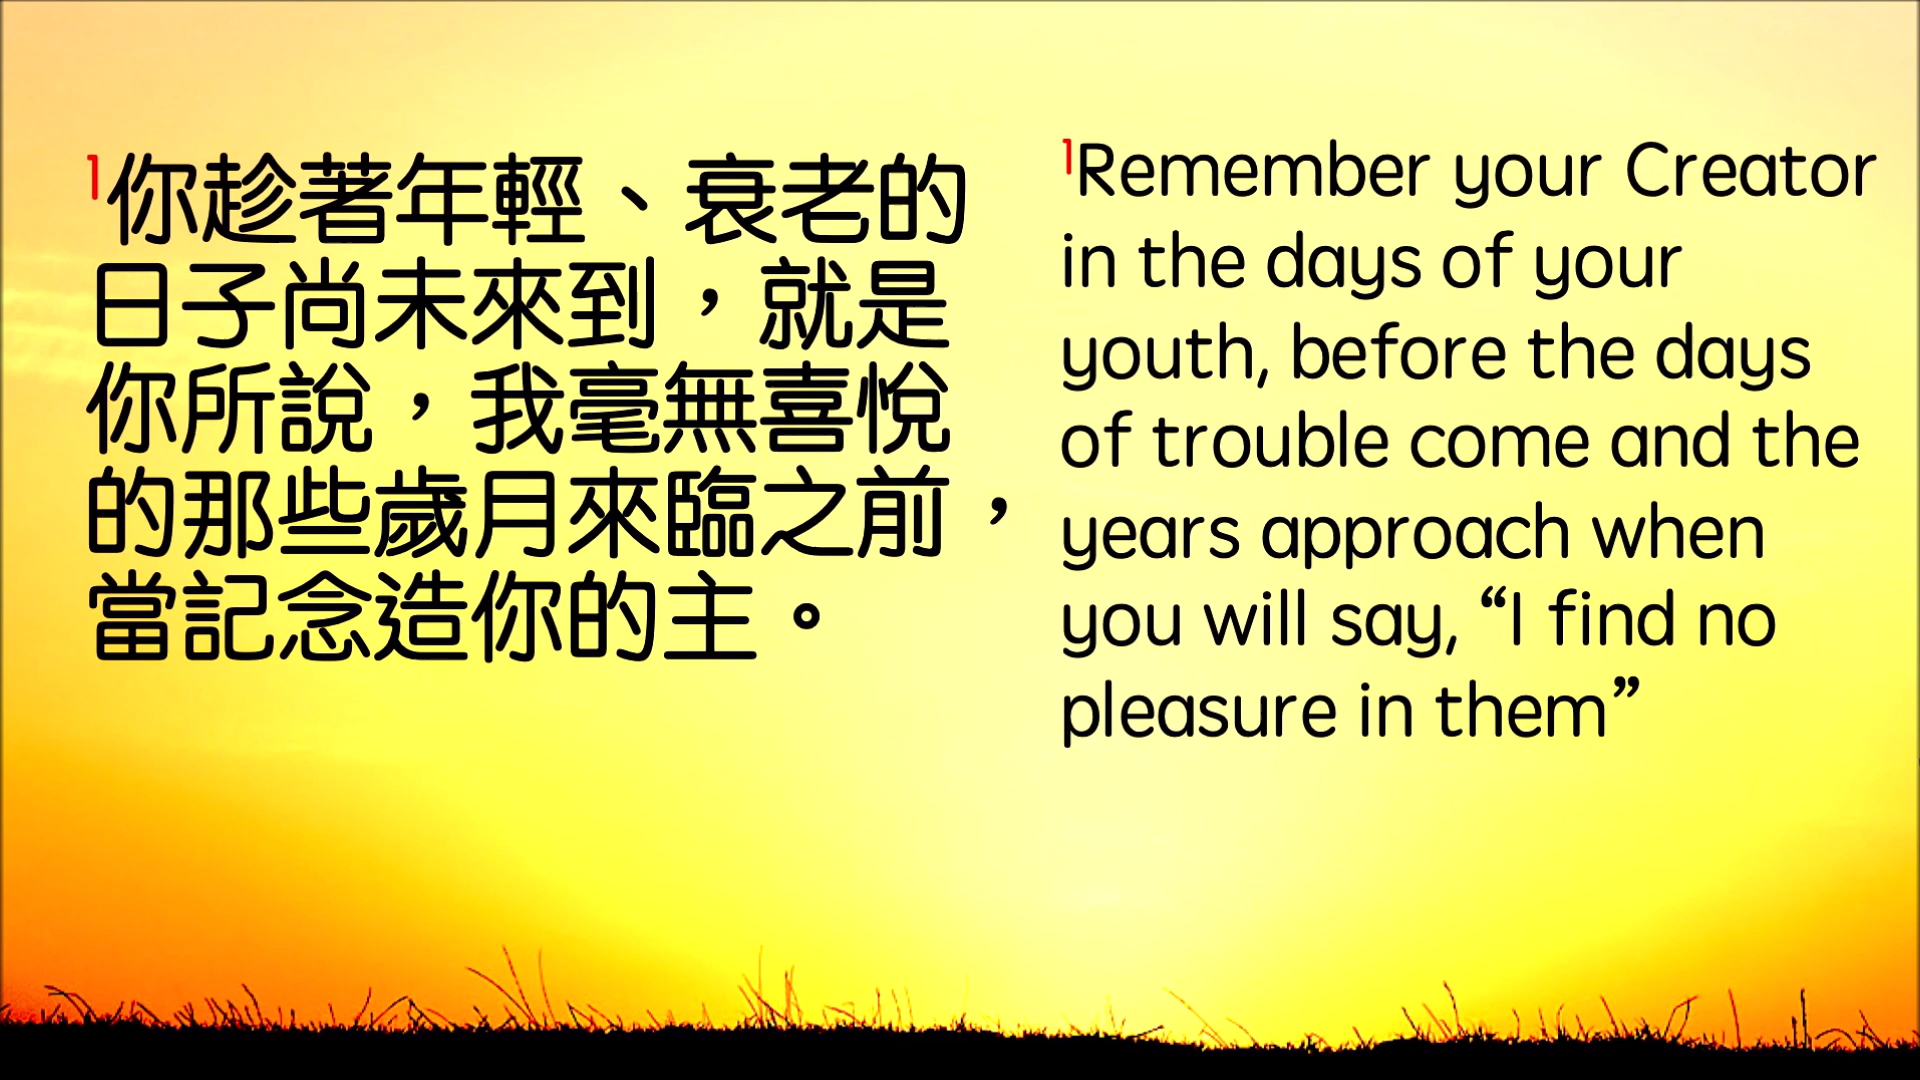 1你趁著年輕、衰老的
日子尚未來到，就是
你所說，我毫無喜悅
的那些歲月來臨之前，
當記念造你的主。
1Remember your Creator
in the days of your
youth, before the days
of trouble come and the
years approach when
you will say, “I find no
pleasure in them”